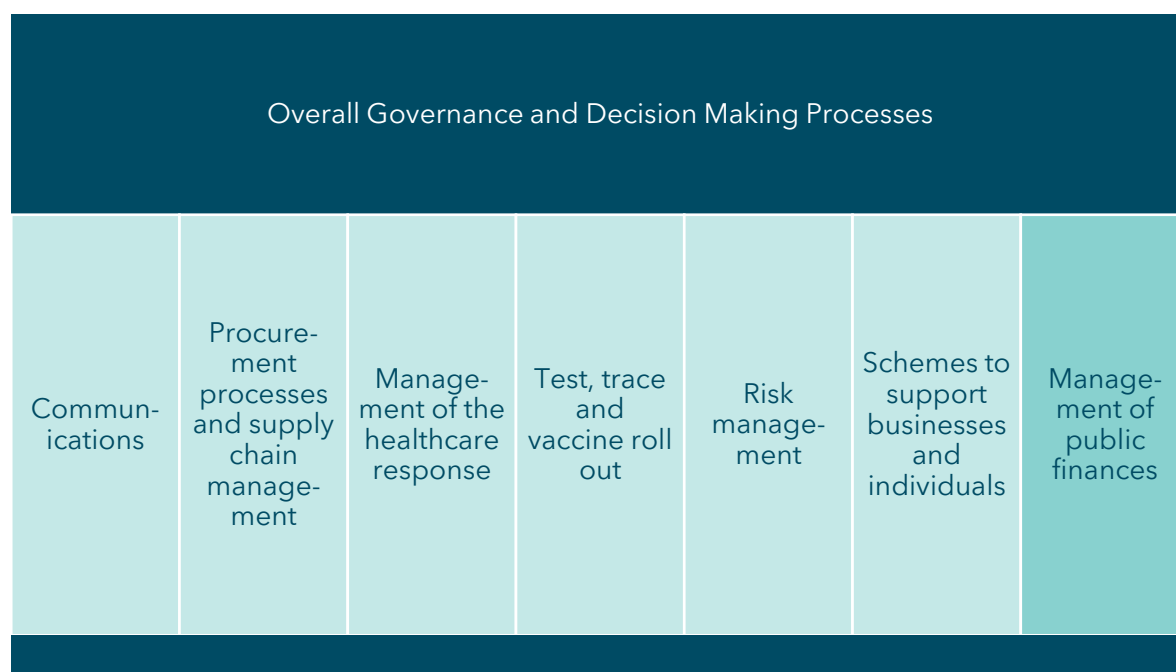 Overall Governance and Decision Making Processes
Commun-
ications
Procure-
ment
processes
and supply
chain
manage-
ment
Manage-
ment of the
healthcare
response
Test, trace
and
vaccine roll
out
Risk
manage-
ment
Schemes to
support
businesses
and
individuals
Manage-
ment of
public
finances